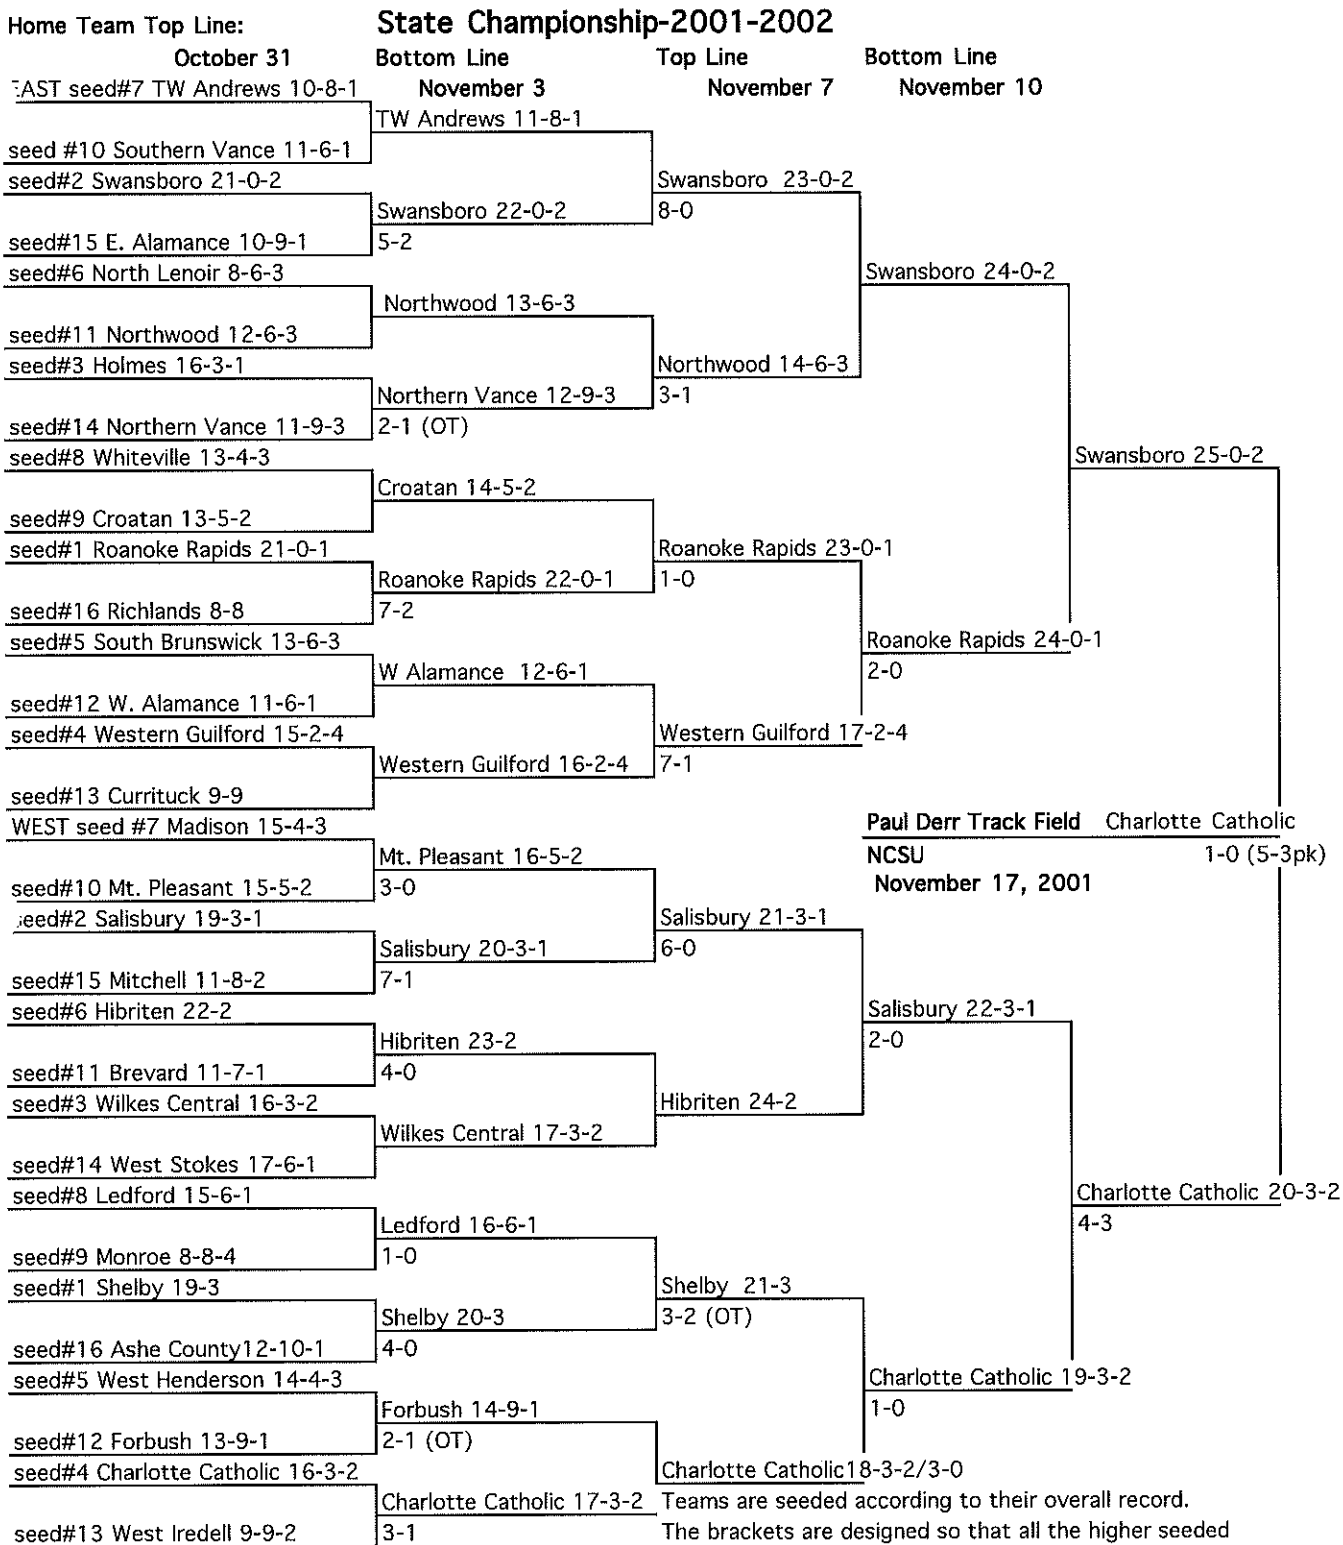 Home Team Top Line:
State Championship-2001-2002
October 31
Bottom Line
Top Line
Bottom Line
November 3
November 7
November 10
EAST seed#7 TW Andrews 10-8-1
TW Andrews 11-8-1
seed #10 Southern Vance 11-6-1
seed#2 Swansboro 21-0-2
Swansboro 23-0-2
8-0
Swansboro 22-0-2
5-2
seed#15 E. Alamance 10-9-1
seed#6 North Lenoir 8-6-3
Swansboro 24-0-2
Northwood 13-6-3
seed#11 Northwood 12-6-3
seed#3 Holmes 16-3-1
Northwood 14-6-3
3-1
Northern Vance 12-9-3
2-1 (OT)
seed#14 Northern Vance 11-9-3
seed#8 Whiteville 13-4-3
Swansboro 25-0-2
Croatan 14-5-2
seed#9 Croatan 13-5-2
seed#1 Roanoke Rapids 21-0-1
Roanoke Rapids 23-0-1
1-0
Roanoke Rapids 22-0-1
7-2
seed#16 Richlands 8-8
seed#5 South Brunswick 13-6-3
Roanoke Rapids 24-0-1
2-0
W Alamance 12-6-1
seed#12 W. Alamance 11-6-1
seed#4 Western Guilford 15-2-4
Western Guilford 17-2-4
7-1
Western Guilford 16-2-4
seed#13 Currituck 9-9
WEST seed #7 Madison 15-4-3
Paul Derr Track Field
Charlotte Catholic
NCSU
1-0 (5-3pk)
November 17, 2001
Mt. Pleasant 16-5-2
3-0
seed#10 Mt. Pleasant 15-5-2
seed#2 Salisbury 19-3-1
Salisbury 21-3-1
6-0
Salisbury 20-3-1
7-1
seed#15 Mitchell 11-8-2
seed#6 Hibriten 22-2
Salisbury 22-3-1
2-0
Hibriten 23-2
4-0
seed#11 Brevard 11-7-1
seed#3 Wilkes Central 16-3-2
Hibriten 24-2
Wilkes Central 17-3-2
seed#14 West Stokes 17-6-1
seed#8 Ledford 15-6-1
Charlotte Catholic 20-3-2
4-3
Ledford 16-6-1
1-0
seed#9 Monroe 8-8-4
seed#1 Shelby 19-3
Shelby 21-3
3-2 (OT)
Shelby 20-3
4-0
seed#16 Ashe County12-10-1
seed#5 West Henderson 14-4-3
Charlotte Catholic 19-3-2
1-0
Forbush 14-9-1
2-1 (OT)
seed#12 Forbush 13-9-1
seed#4 Charlotte Catholic 16-3-2
Charlotte Catholic18-3-2/3-0
Charlotte Catholic 17-3-2
3-1
seed#13 West Iredell 9-9-2
Teams are seeded according to their overall record.
The brackets are designed so that all the higher seeded